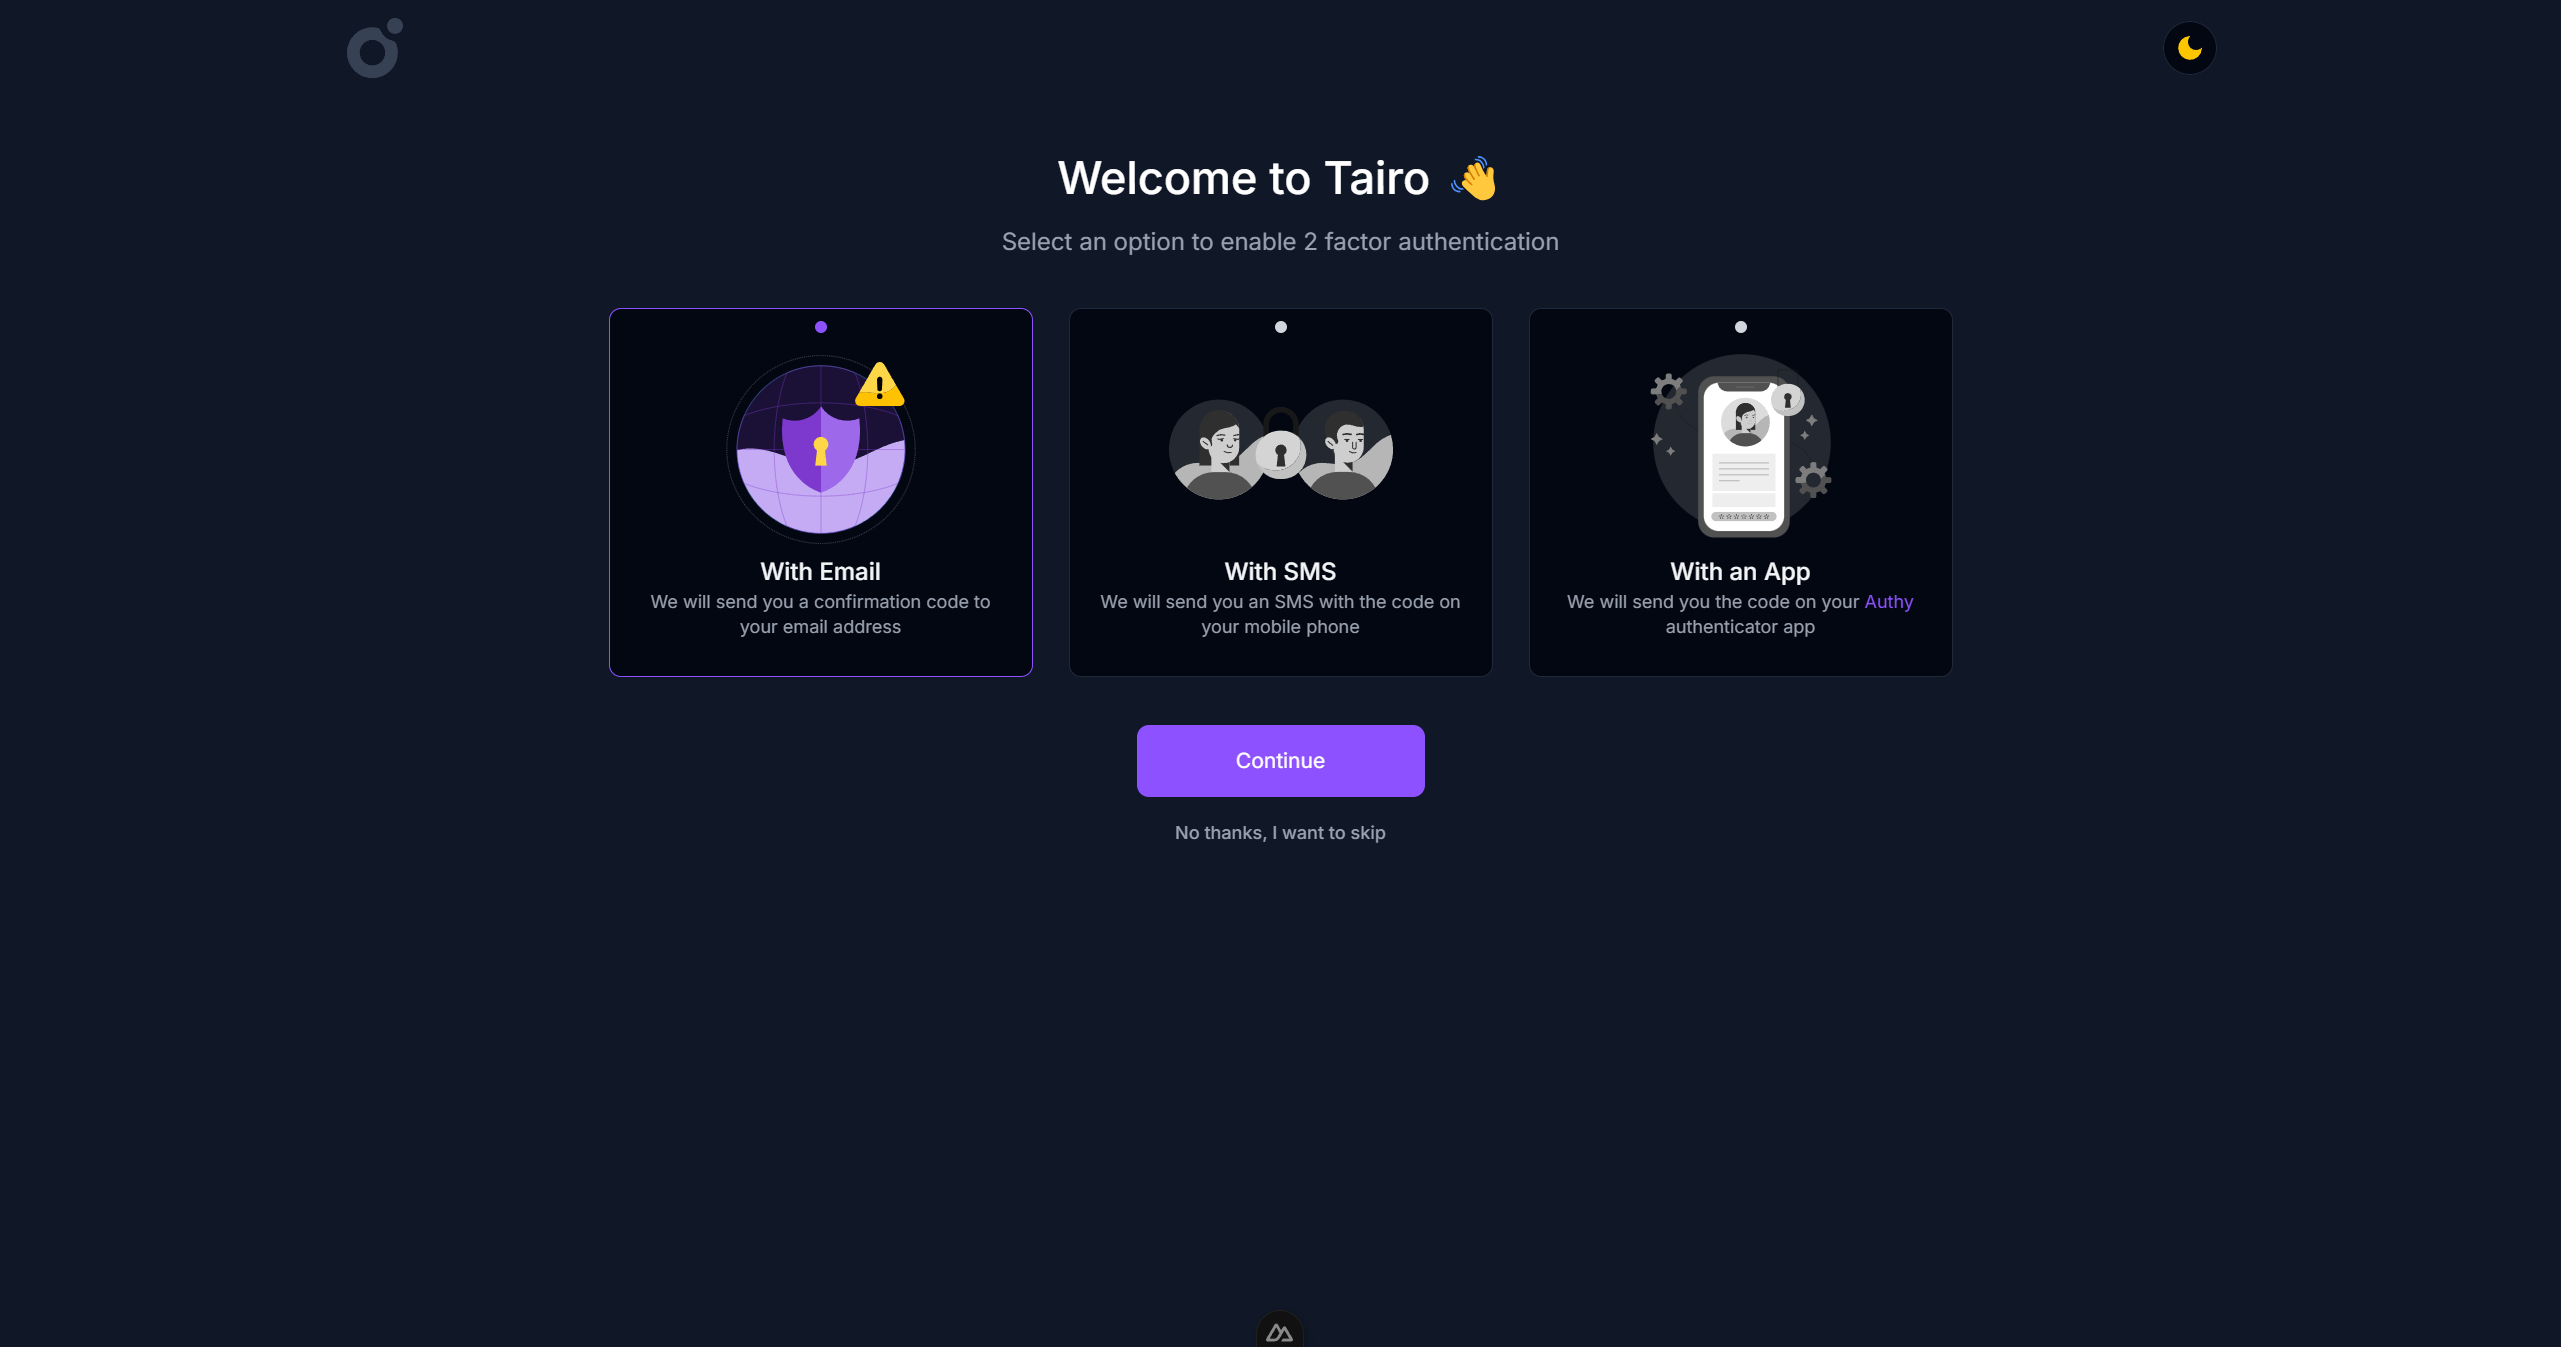 Welcome to Tairo 👋
Select an option to enable 2 factor authentication
With Email
We will send you a confirmation code to
your email address
With SMS
We will send you an SMS with the code on
your mobile phone
With an App
We will send you the code on your Authy
authenticator app
Continue
No thanks, I want to skip